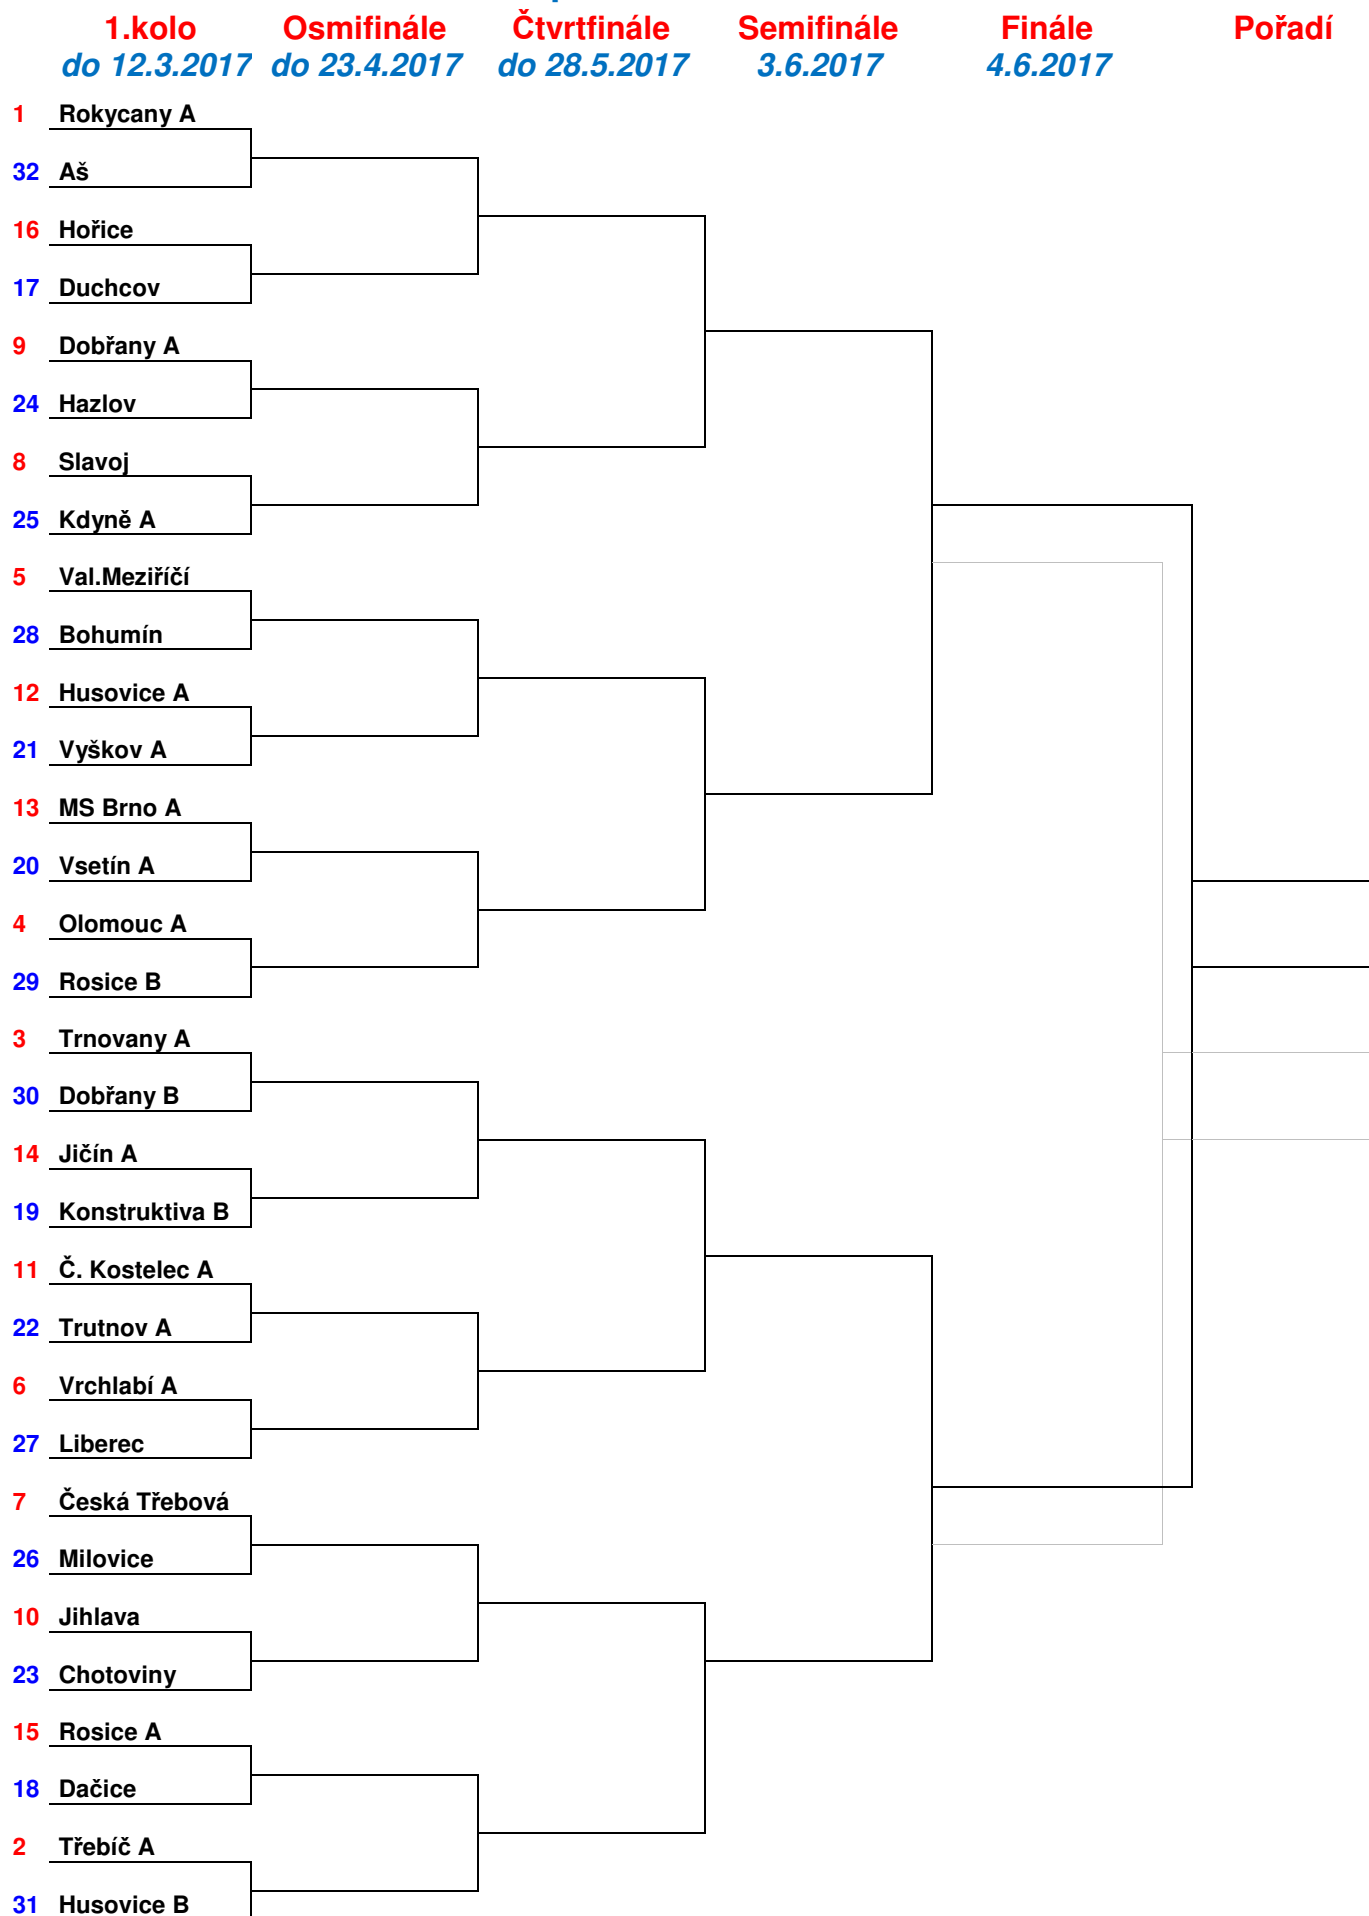 1.kolo Osmifinále Čtvrtfinále Semifinále Finále Pořadí
do 12.3.2017 do 23.4.2017 do 28.5.2017 3.6.2017 4.6.2017
1 Rokycany A
32 Aš
16 Hořice
17 Duchcov
9 Dobřany A
24 Hazlov
8 Slavoj
25 Kdyně A
5 Val.Meziříčí
28 Bohumín
12 Husovice A
21 Vyškov A
13 MS Brno A
20 Vsetín A
4 Olomouc A
29 Rosice B
3 Trnovany A
30 Dobřany B
14 Jičín A
19 Konstruktiva B
11 Č. Kostelec A
22 Trutnov A
6 Vrchlabí A
27 Liberec
7 Česká Třebová
26 Milovice
10 Jihlava
23 Chotoviny
15 Rosice A
18 Dačice
2 Třebíč A
31 Husovice B